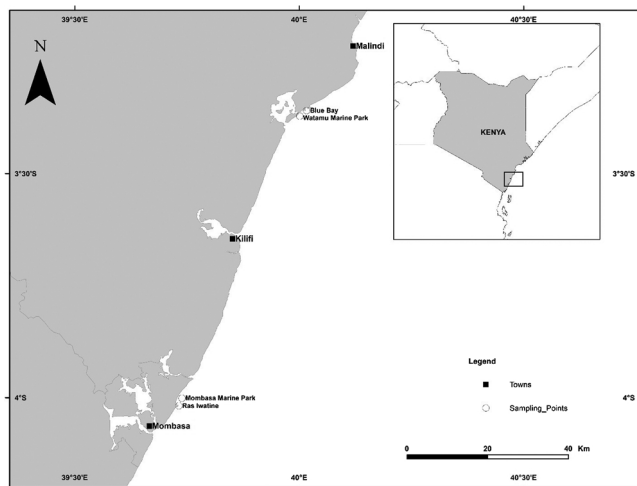 39°30'E
40°E
40°30'E
N
Malindi
Blue Bay
Watamu Marine Park
KENYA
3°30'S
3°30'S
Kilifi
Legend
Towns
Sampling_Points
Mombasa Marine Park
Ras Iwatine
4°S
4°S
Mombasa
0
10
20
40
Km
39°30'E
40°E
40°30'E